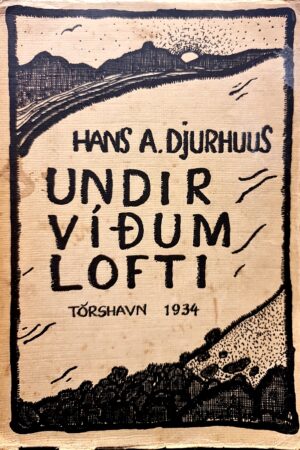 HANS A. DJURHUUS
UNDIR
VÍÐUM
LOFTI
TÓRSHAVN 1934